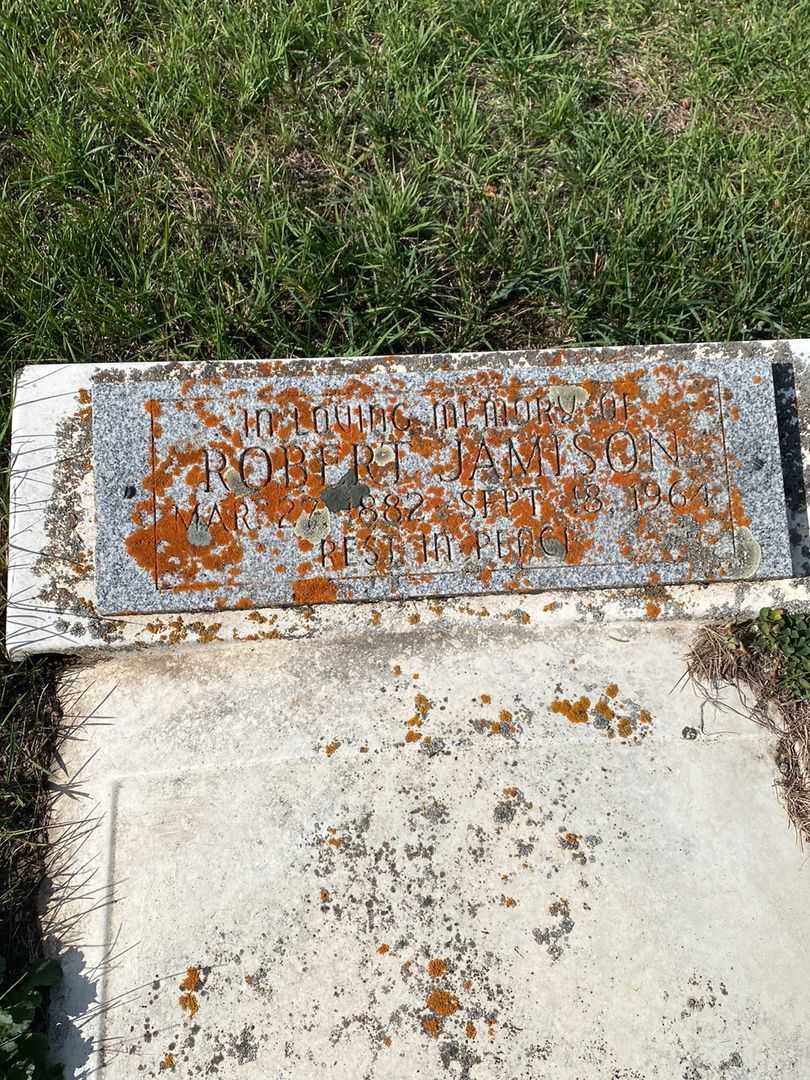 IN LOVING MEMORY OF
ROBERT JAMISON
MAR. 27, 1882 SEPT. 18, 1964
REST IN PEACE